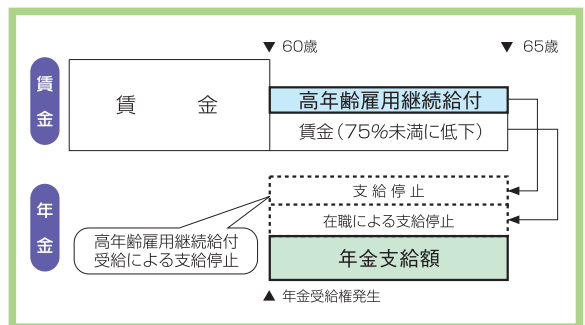 ▼ 60歳
▼ 65歳
賃金
賃　　金
高年齢雇用継続給付
賃金（75％未満に低下）
年金
支 給 停 止
在職による支給停止
高年齢雇用継続給付
受給による支給停止
年金支給額
▲ 年金受給権発生